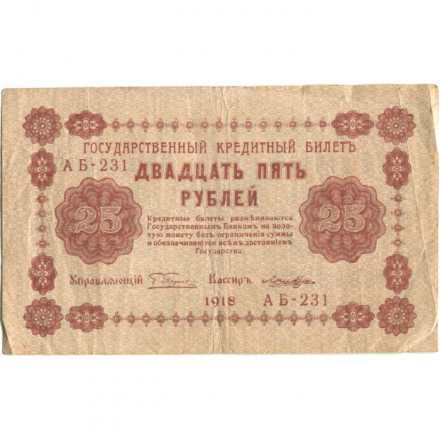 ГОСУДАРСТВЕННЫЙ КРЕДИТНЫЙ БИЛЕТЪ
АБ-231
ДВАДЦАТЬ ПЯТЬ
РУБЛЕЙ
25
25
Кредитные билеты размѣниваются
Государственнымъ Банкомъ на золо-
тую монету безъ ограниченія суммы
и обезпечиваются всѣмъ достояніемъ
Государства.
Управляющій
Кассиръ
1918
АБ-231